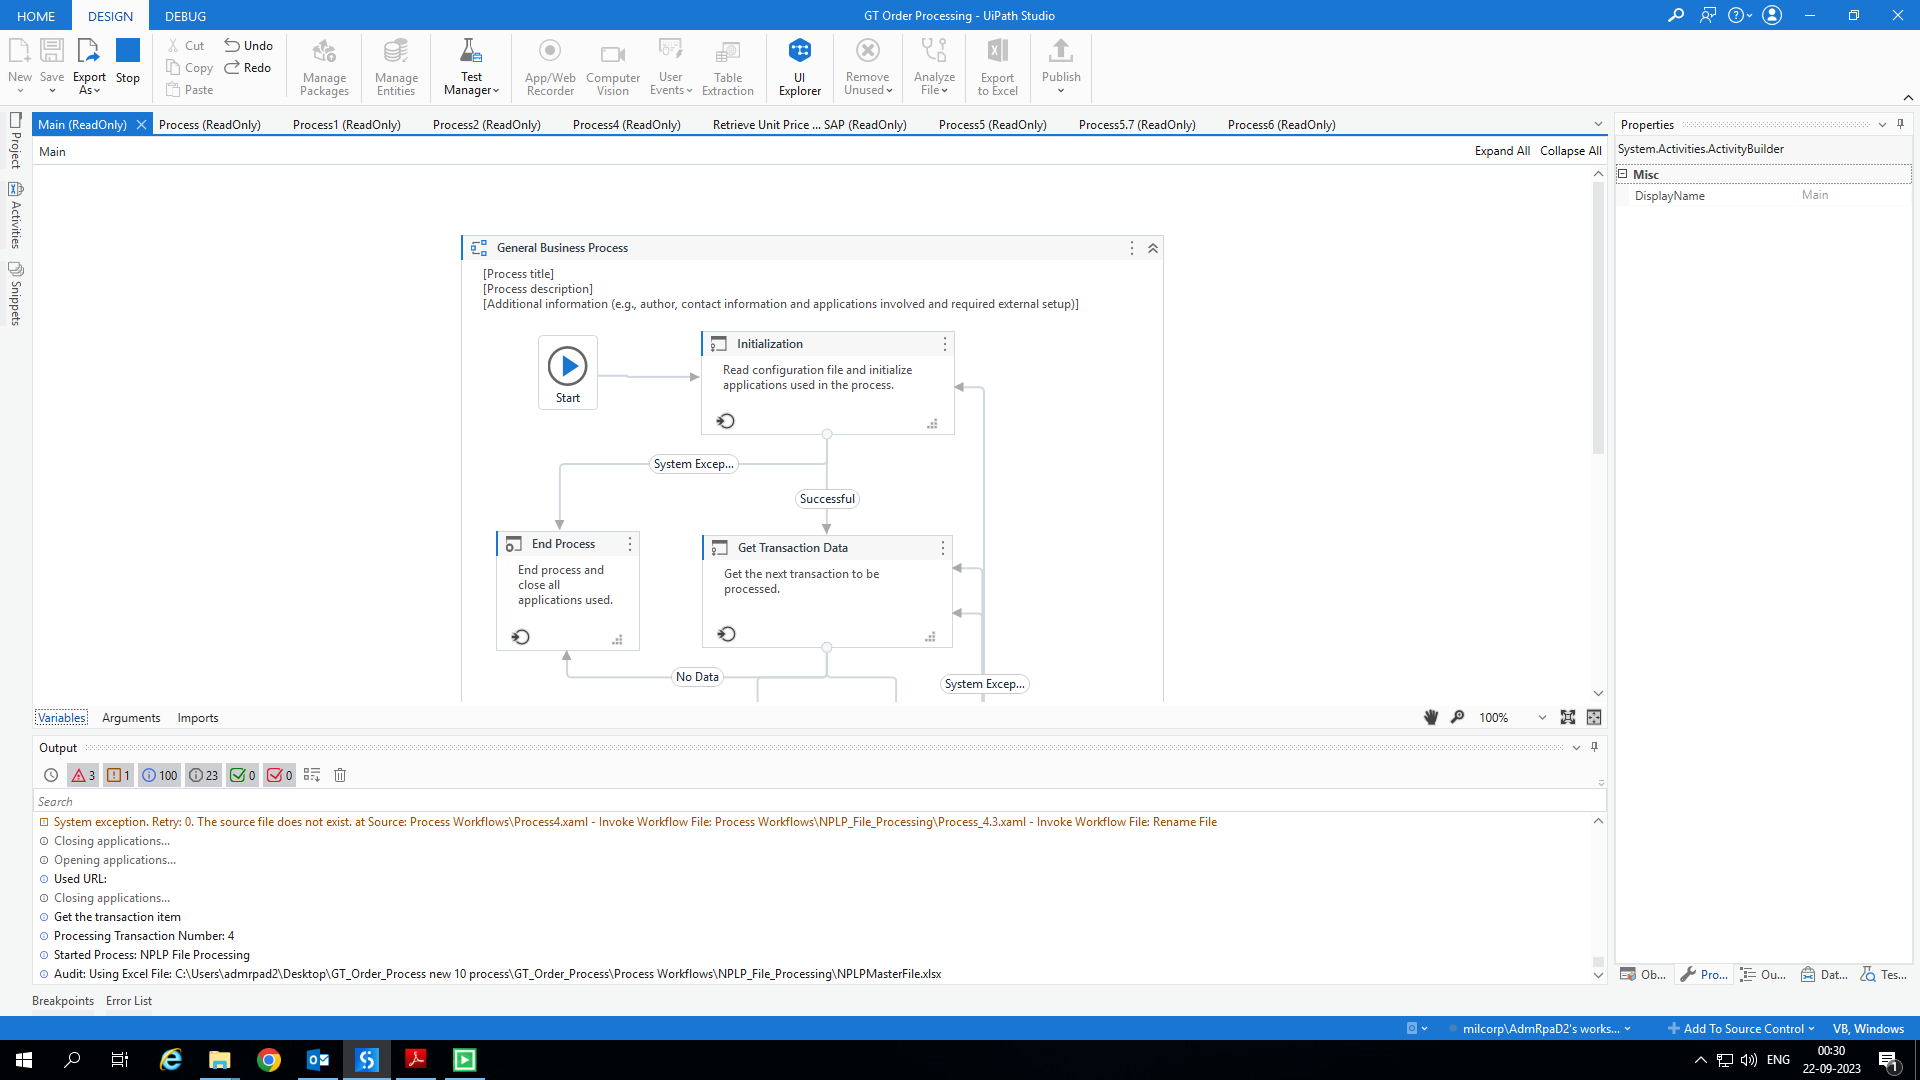 HOME DESIGN DEBUG GT Order Processing - UiPath Studio
New Save Export As Stop Cut Copy Paste Undo Redo Manage Packages Manage Entities Test Manager App/Web Recorder Computer Vision User Events Table Extraction UI Explorer Remove Unused Analyze File Export to Excel Publish
Main (ReadOnly) Process (ReadOnly) Process1 (ReadOnly) Process2 (ReadOnly) Process4 (ReadOnly) Retrieve Unit Price ... SAP (ReadOnly) Process5 (ReadOnly) Process5.7 (ReadOnly) Process6 (ReadOnly)
Project
Activities
Snippets
Main Expand All Collapse All
General Business Process
[Process title]
[Process description]
[Additional information (e.g., author, contact information and applications involved and required external setup)]
Start
Initialization
Read configuration file and initialize
applications used in the process.
System Excep...
Successful
End Process
End process and
close all
applications used.
Get Transaction Data
Get the next transaction to be
processed.
No Data
System Excep...
Variables Arguments Imports 100%
Output
3 1 100 23 0 0
Search
System exception. Retry: 0. The source file does not exist. at Source: Process Workflows\Process4.xaml - Invoke Workflow File: Process Workflows\NPLP_File_Processing\Process_4.3.xaml - Invoke Workflow File: Rename File
Closing applications...
Opening applications...
Used URL:
Closing applications...
Get the transaction item
Processing Transaction Number: 4
Started Process: NPLP File Processing
Audit: Using Excel File: C:\Users\admrpad2\Desktop\GT_Order_Process new 10 process\GT_Order_Process\Process Workflows\NPLP_File_Processing\NPLPMasterFile.xlsx
Breakpoints Error List
Properties
System.Activities.ActivityBuilder
Misc
DisplayName Main
Ob... Pro... Ou... Dat... Tes...
milcorp\AdmRpaD2's works... Add To Source Control VB, Windows
ENG 00:30
22-09-2023
1